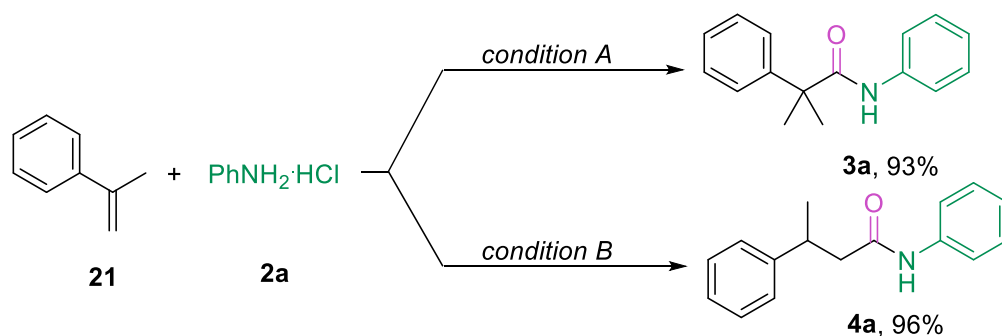 condition A
O
N
H
3a, 93%
+
PhNH₂·HCl
21
2a
condition B
O
N
H
4a, 96%